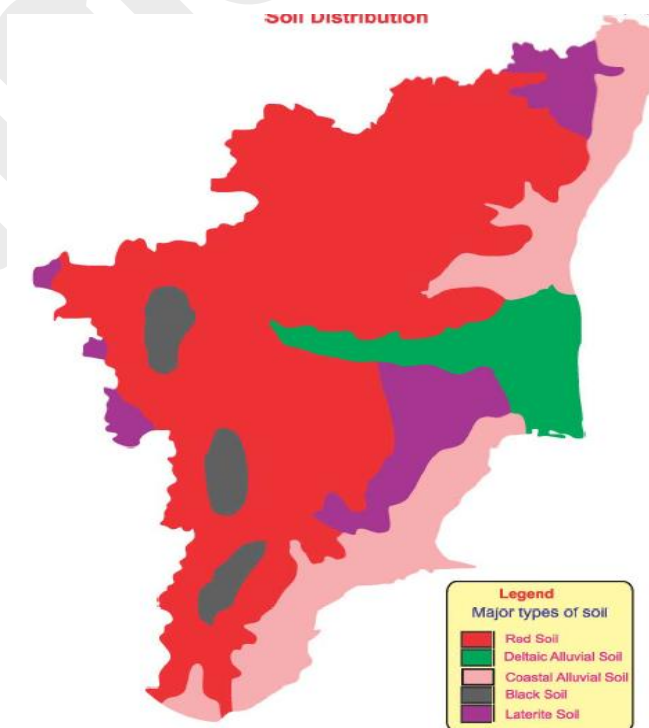 Soil Distribution
Legend
Major types of soil
Red Soil
Deltaic Alluvial Soil
Coastal Alluvial Soil
Black Soil
Laterite Soil